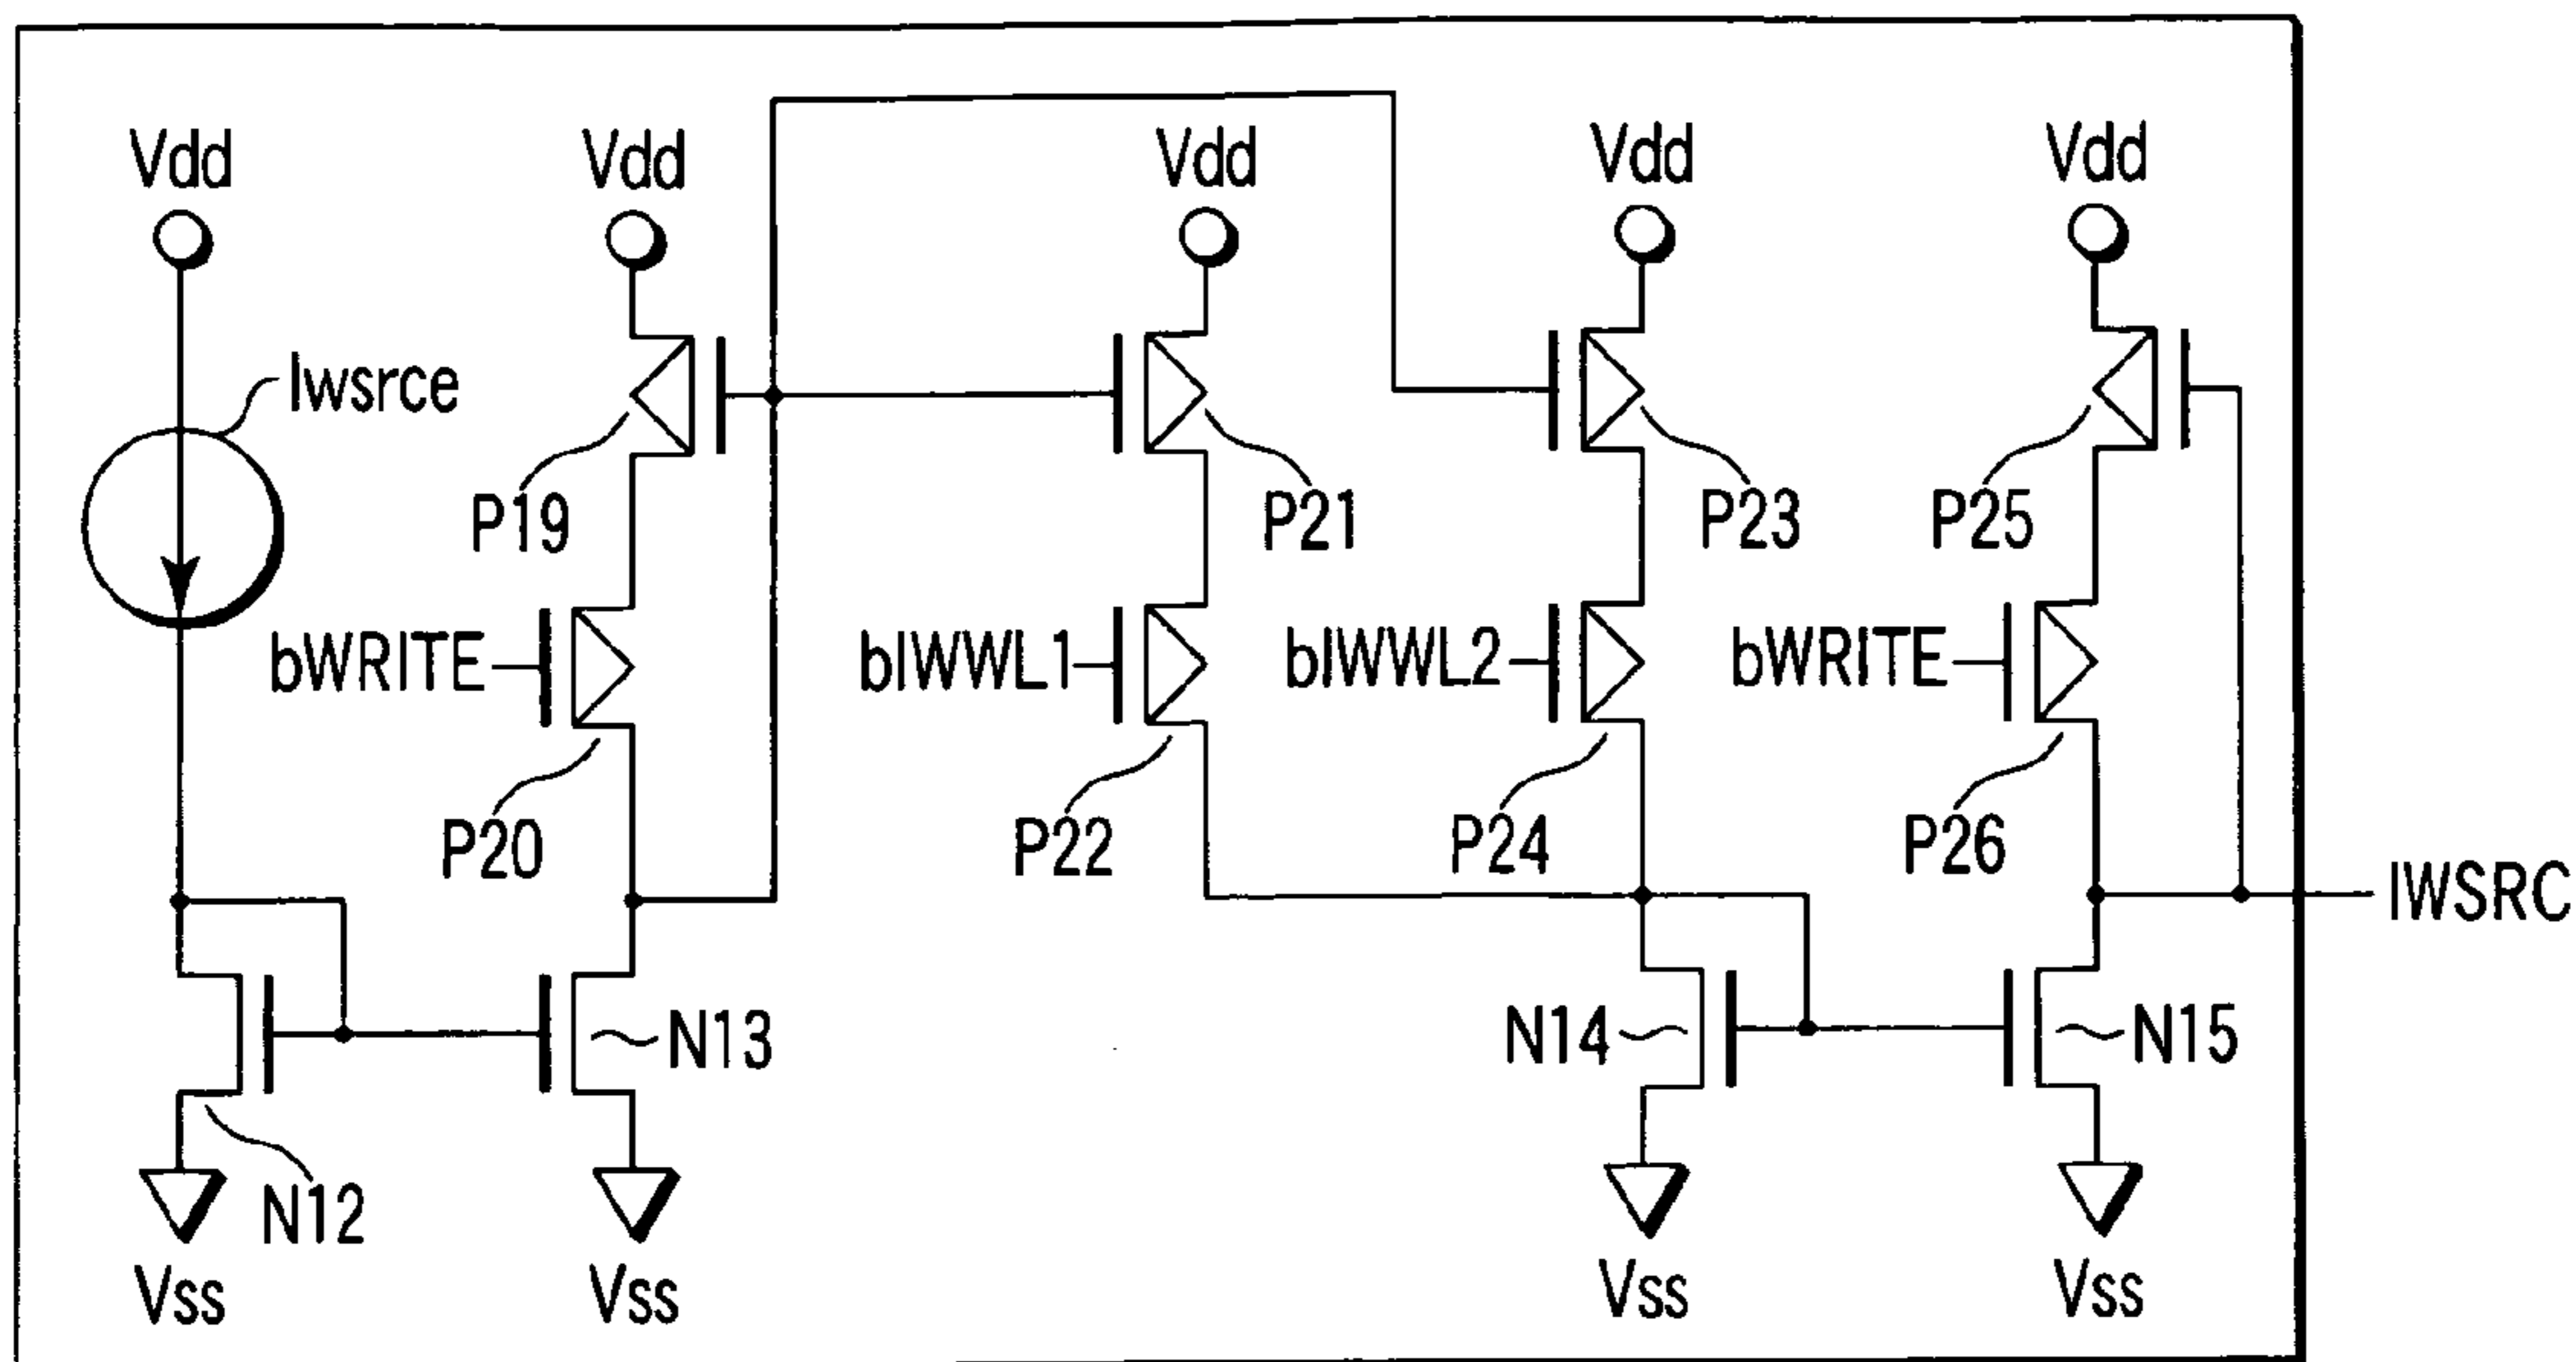 Vdd
Vdd
Vdd
Vdd
Vdd
Iwsrce
P19
P21
P23
P25
bWRITE
bIWWL1
bIWWL2
bWRITE
P20
P22
P24
P26
IWSRC
N13
N14
N15
N12
Vss
Vss
Vss
Vss